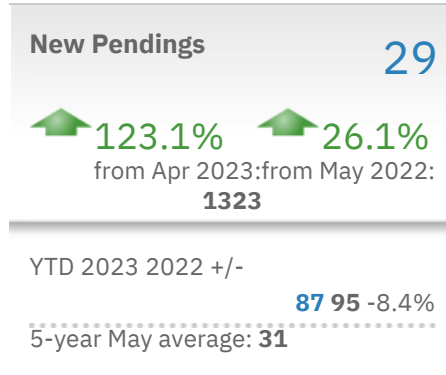 New Pendings
29
123.1% 26.1%
from Apr 2023:from May 2022:
1323
YTD 2023 2022 +/-
87 95 -8.4%
5-year May average: 31